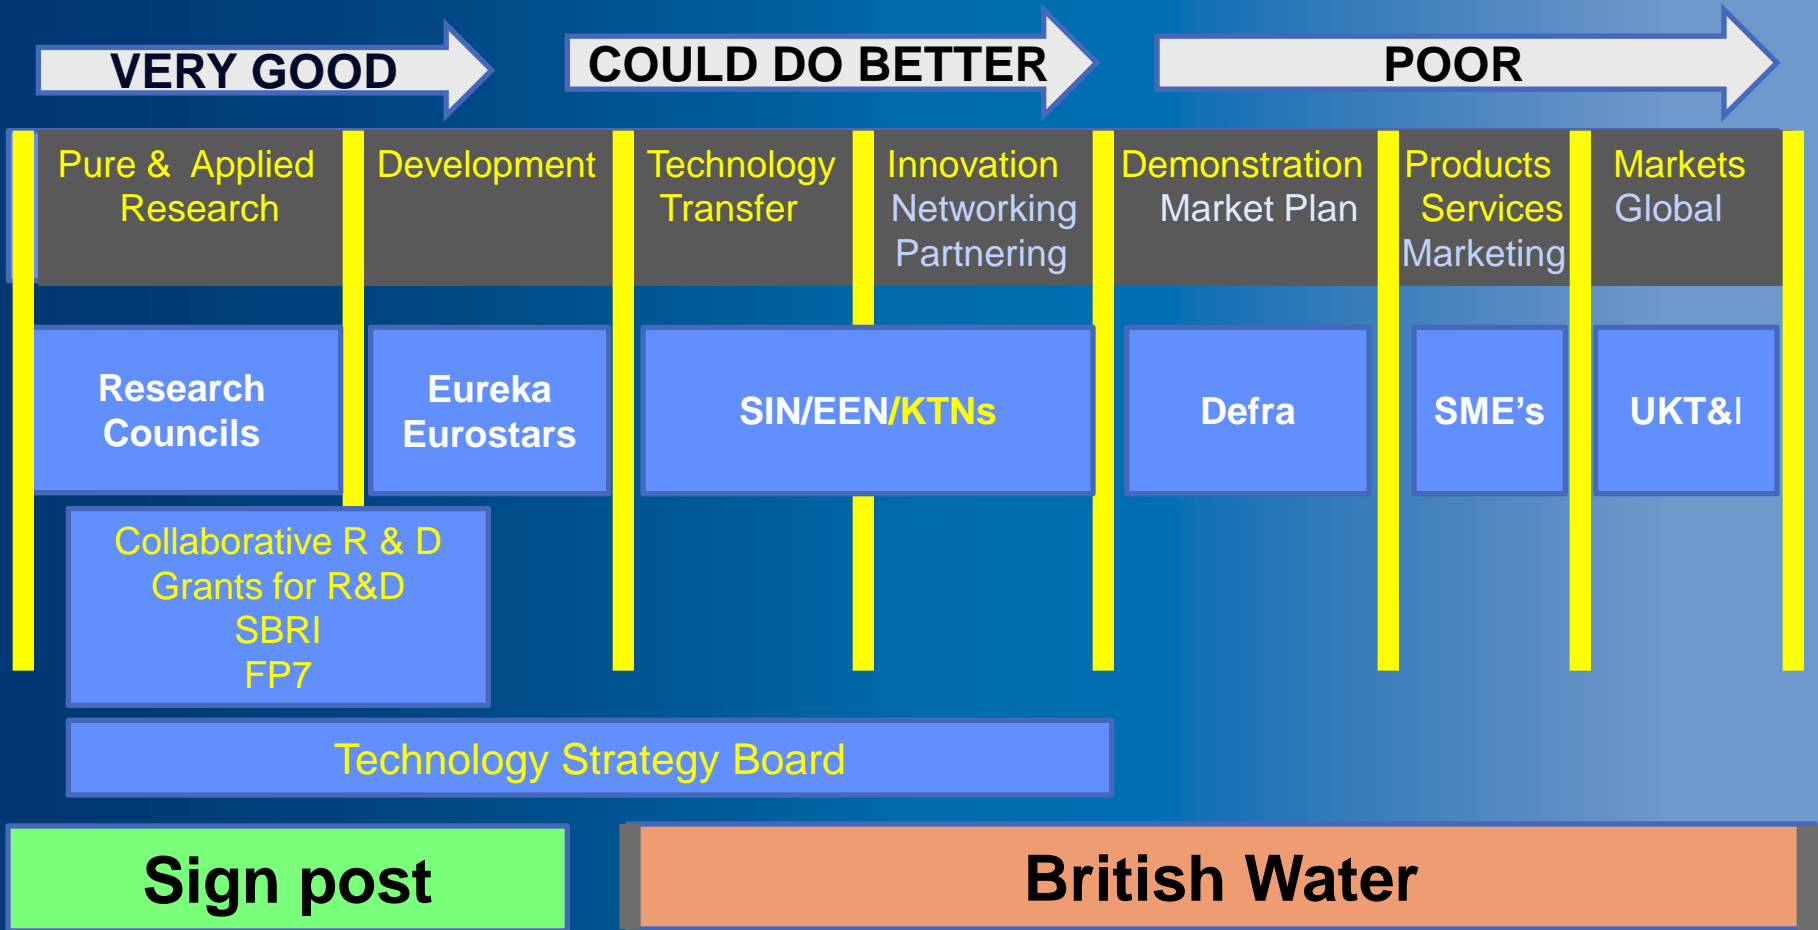 VERY GOOD
COULD DO BETTER
POOR
Pure & Applied
Research
Development
Technology
Transfer
Innovation
Networking
Partnering
Demonstration
Market Plan
Products
Services
Marketing
Markets
Global
Research
Councils
Eureka
Eurostars
SIN/EEN/KTNs
Defra
SME's
UKT&I
Collaborative R & D
Grants for R&D
SBRI
FP7
Technology Strategy Board
Sign post
British Water